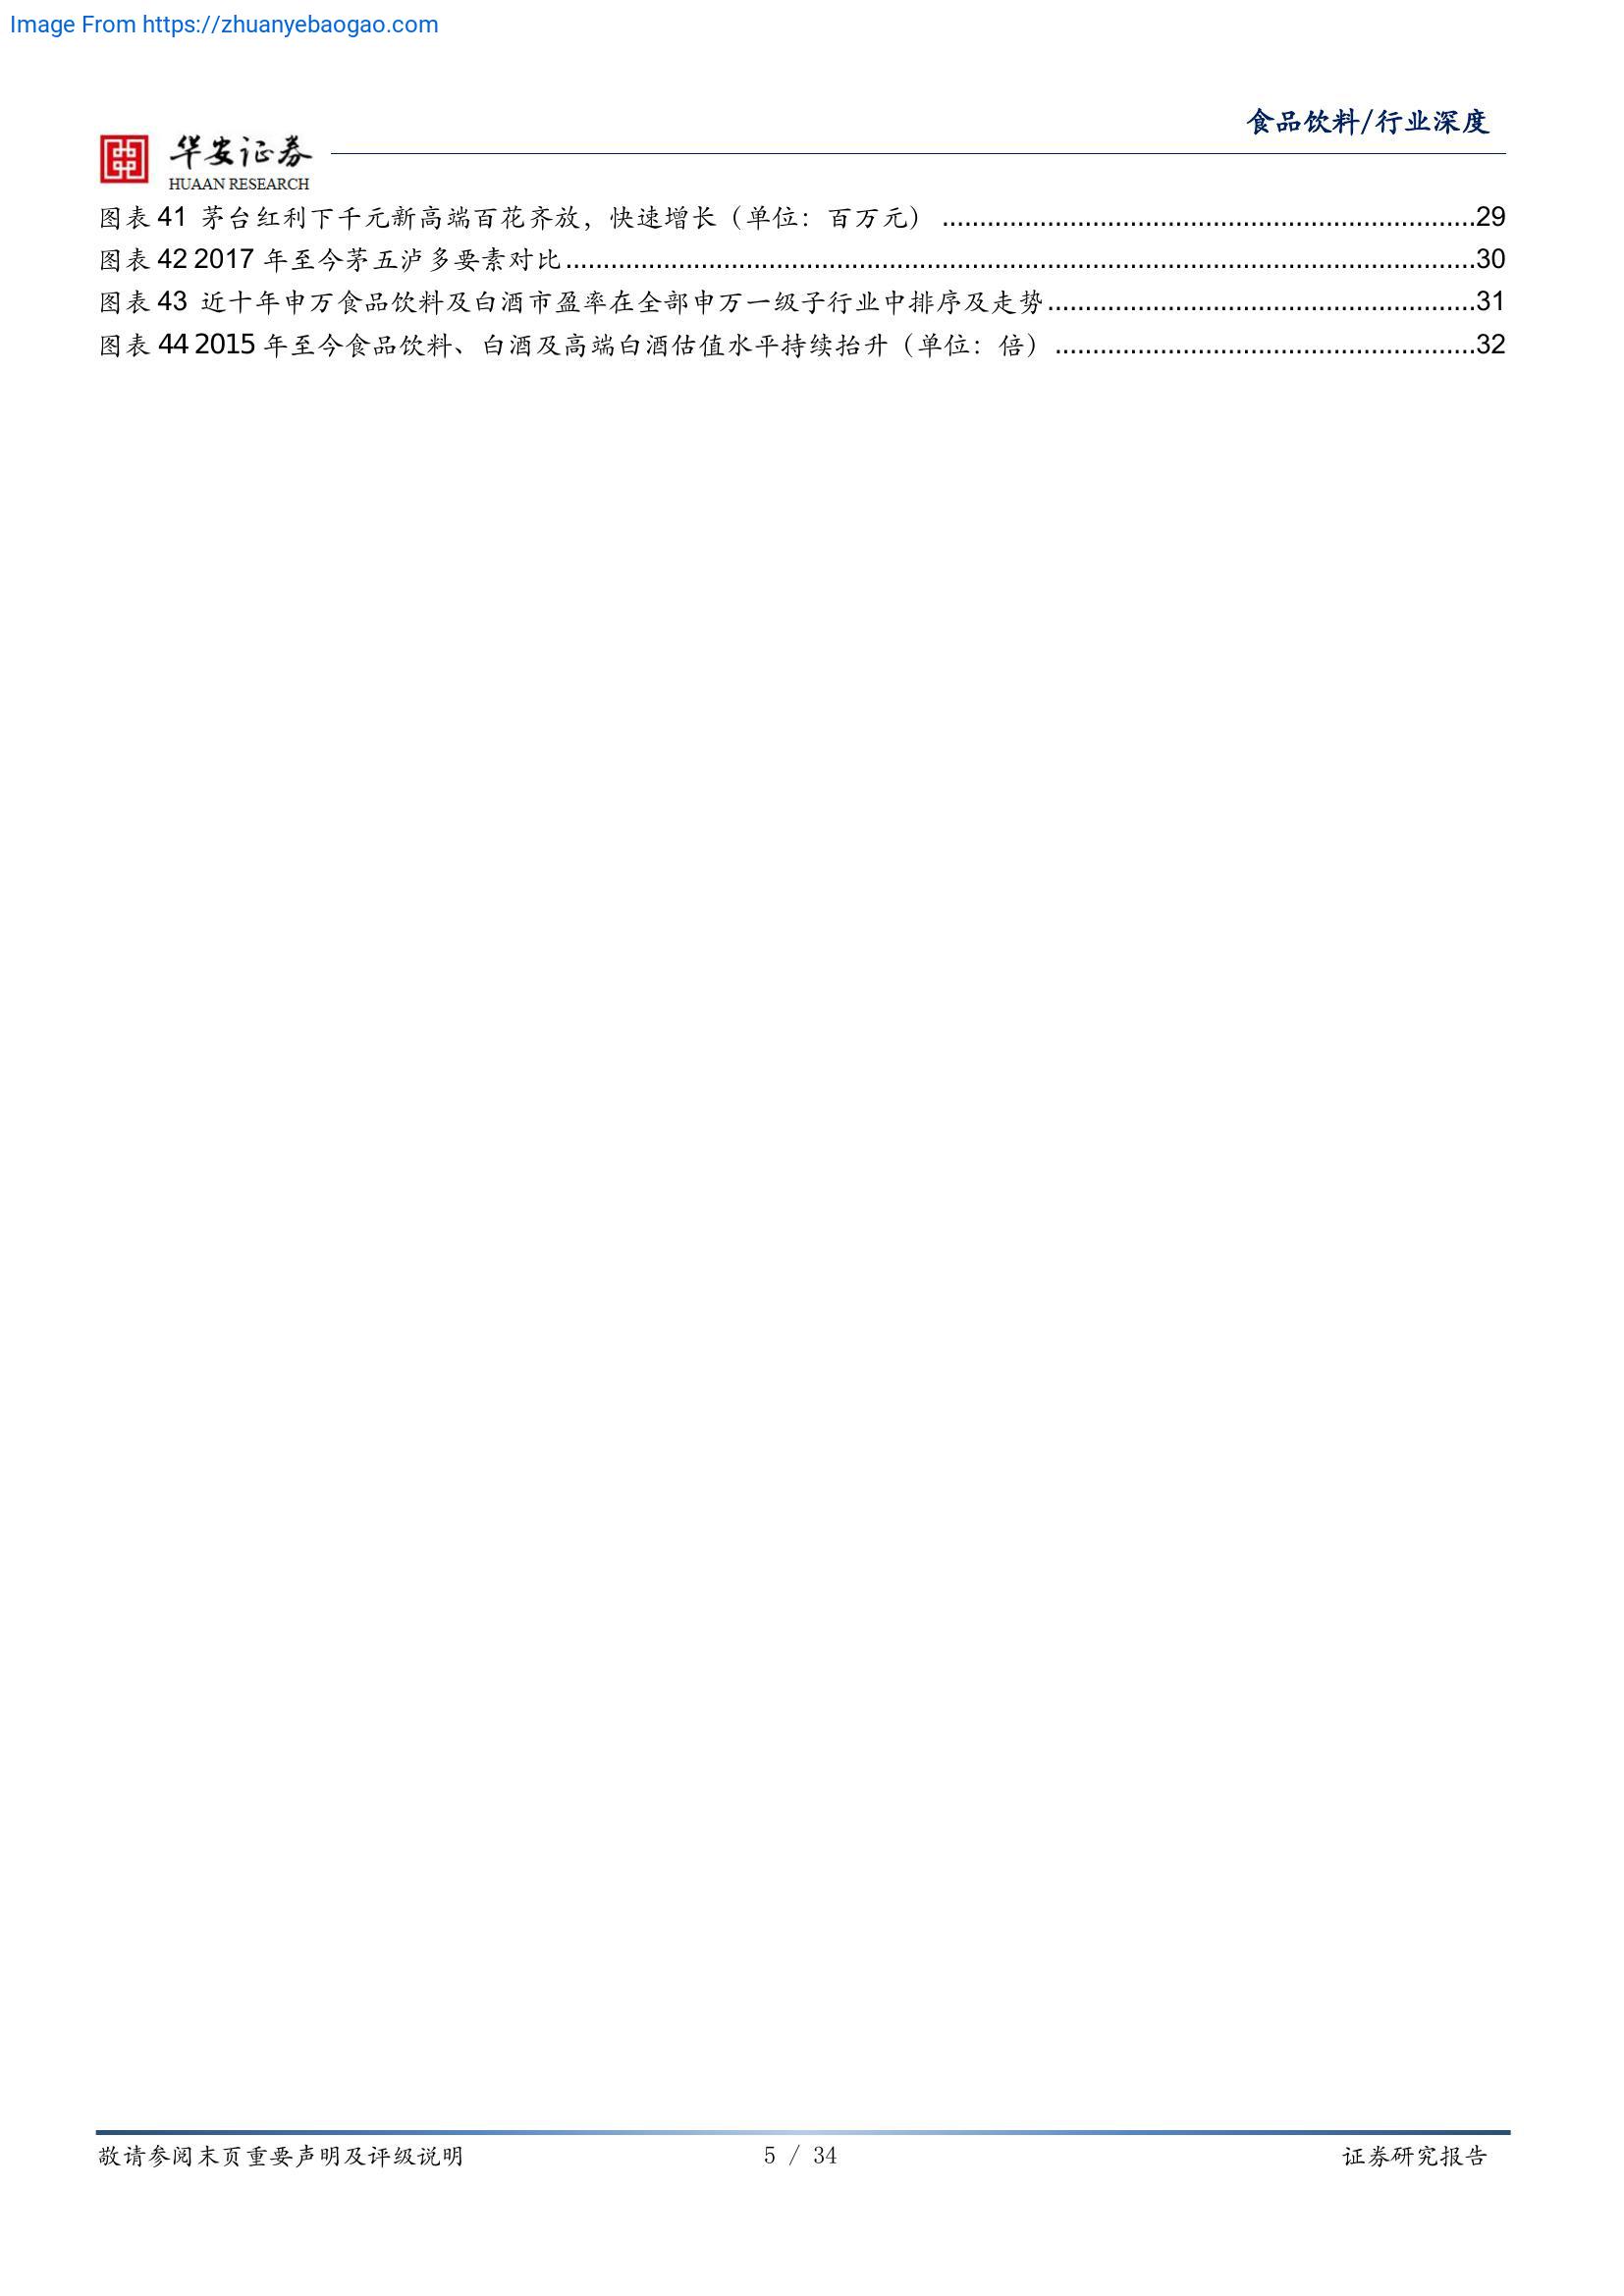 Image From https://zhuanyebaogao.com
食品饮料/行业深度
华安证券
HUAAN RESEARCH
图表 41 茅台红利下千元新高端百花齐放，快速增长（单位：百万元） ........................................................................29
图表 42 2017 年至今茅五泸多要素对比..........................................................................................................................30
图表 43 近十年申万食品饮料及白酒市盈率在全部申万一级子行业中排序及走势..........................................................31
图表 44 2015 年至今食品饮料、白酒及高端白酒估值水平持续抬升（单位：倍） .........................................................32
敬请参阅末页重要声明及评级说明
5 / 34
证券研究报告